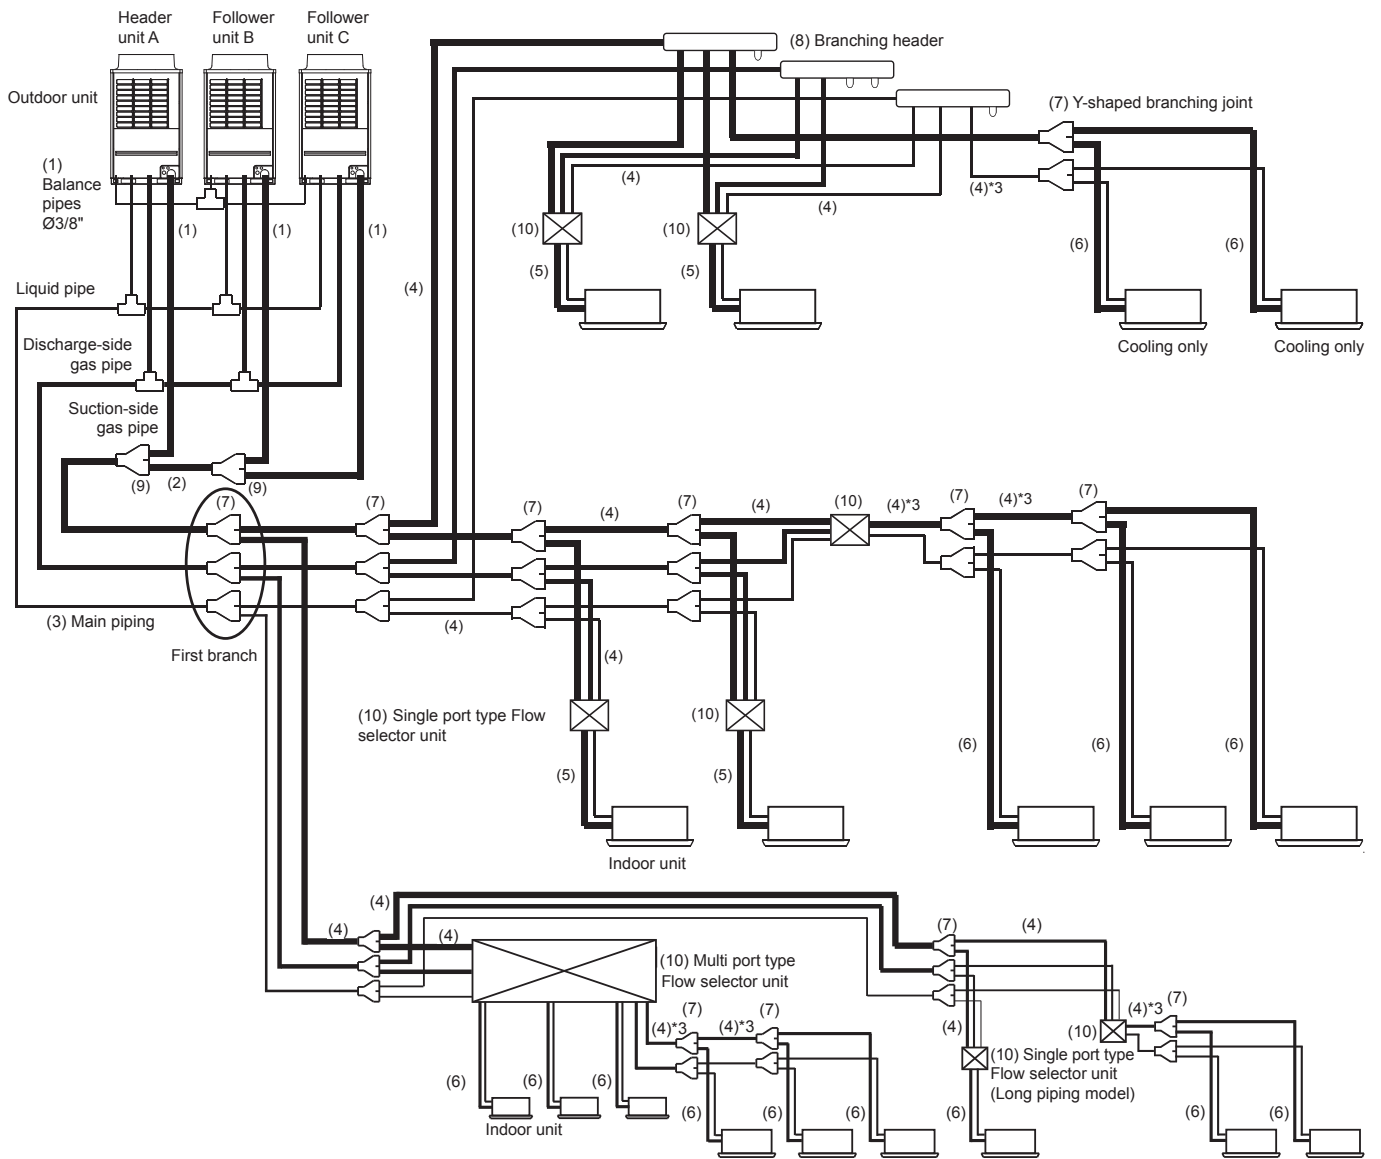 Header
unit A
Follower
unit B
Follower
unit C
(8) Branching header
Outdoor unit
(7) Y-shaped branching joint
(1)
Balance
pipes
Ø3/8"
(4)
(4)*3
(4)
(1)
(1)
(1)
(10)
(10)
(6)
(6)
(5)
(5)
Liquid pipe
(4)
Discharge-side
gas pipe
Cooling only
Cooling only
Suction-side
gas pipe
(9)
(2)
(9)
(7)
(7)
(7)
(4)
(7)
(4)
(10)
(4)*3
(7)
(4)*3
(7)
(3) Main piping
(4)
First branch
(4)
(10) Single port type Flow
selector unit
(10)
(6)
(6)
(6)
(5)
(5)
Indoor unit
(4)
(4)
(4)
(7)
(4)
(10) Multi port type
Flow selector unit
(7)
(7)
(4)*3
(4)*3
(4)
(4)*3
(7)
(10)
(10) Single port type
Flow selector unit
(Long piping model)
(6)
(6)
(6)
(6)
(6)
(6)
(6)
(6)
(6)
Indoor unit